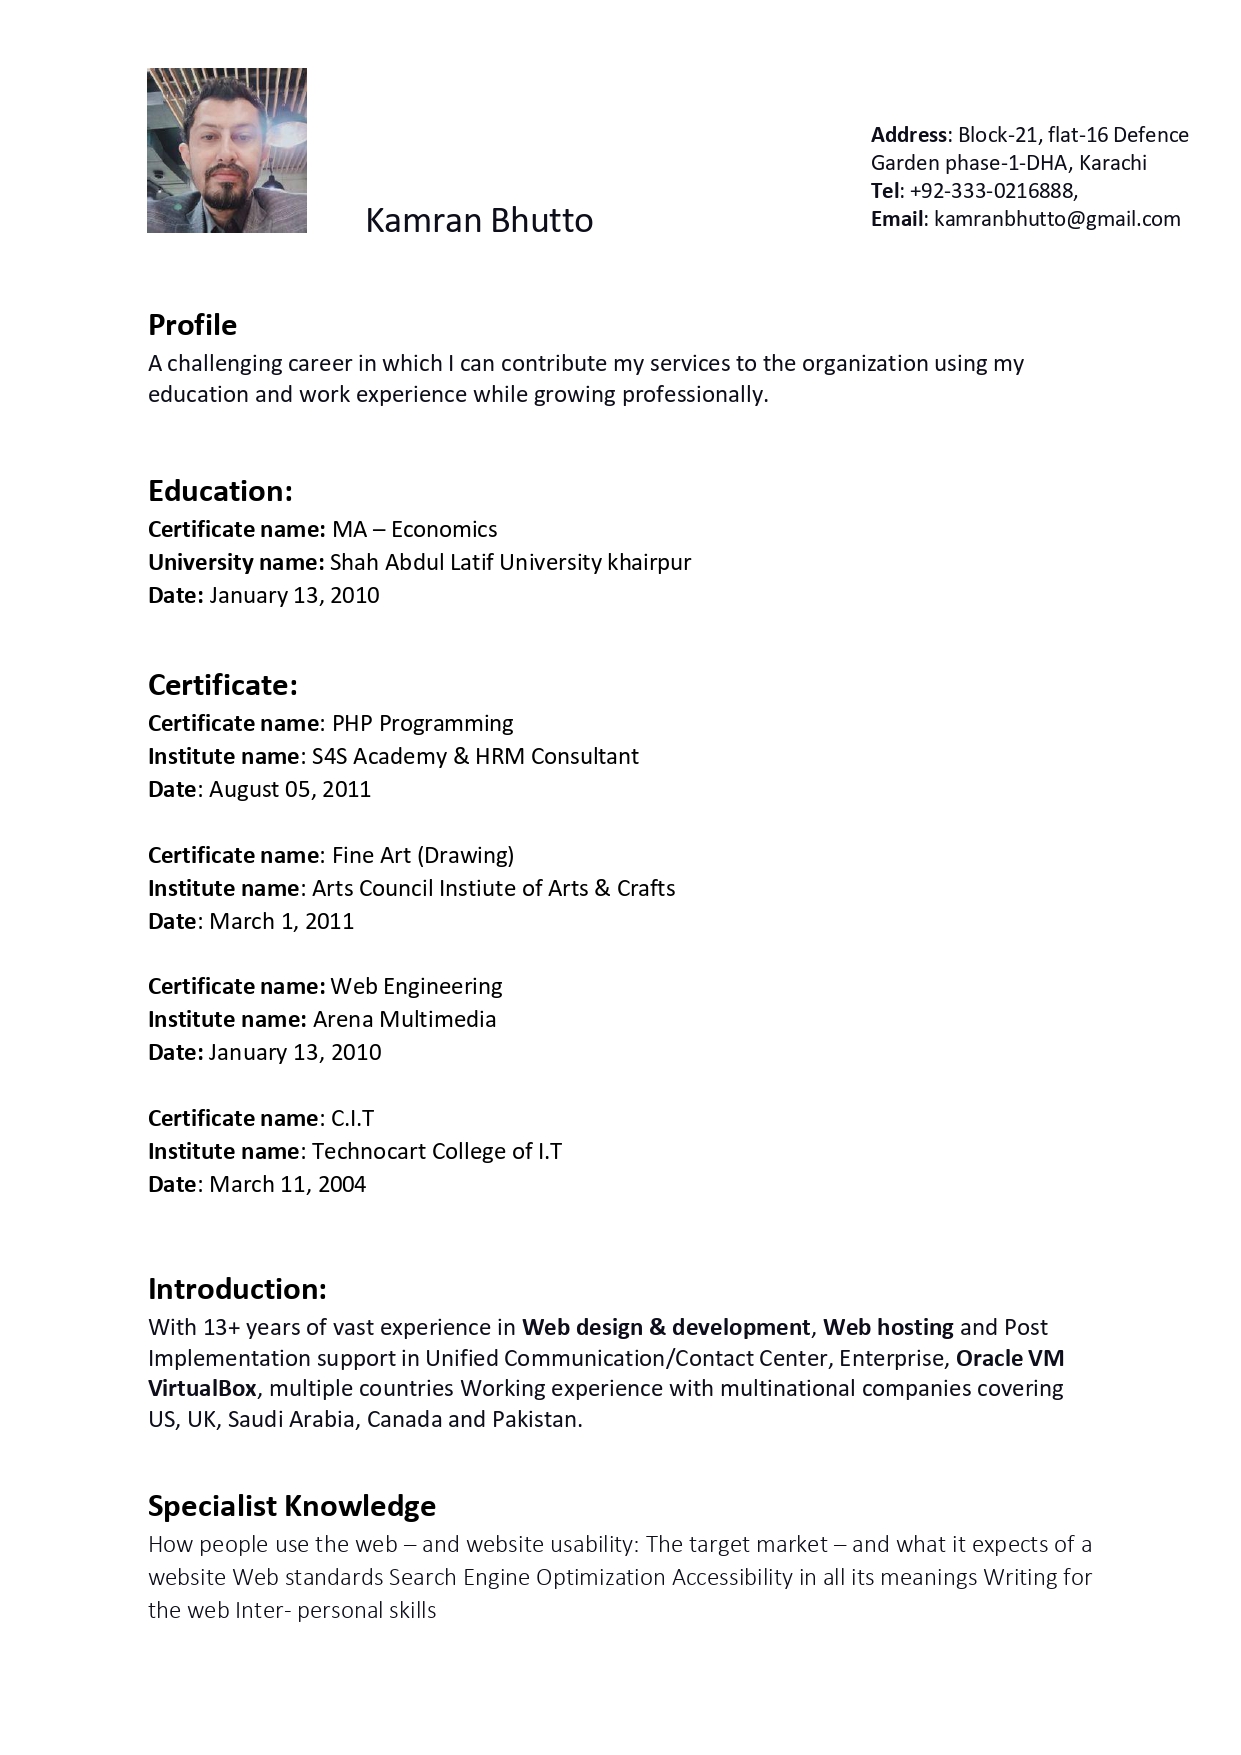 Kamran Bhutto
Address: Block-21, flat-16 Defence
Garden phase-1-DHA, Karachi
Tel: +92-333-0216888,
Email: kamranbhutto@gmail.com
Profile
A challenging career in which I can contribute my services to the organization using my
education and work experience while growing professionally.
Education:
Certificate name: MA – Economics
University name: Shah Abdul Latif University khairpur
Date: January 13, 2010
Certificate:
Certificate name: PHP Programming
Institute name: S4S Academy & HRM Consultant
Date: August 05, 2011
Certificate name: Fine Art (Drawing)
Institute name: Arts Council Instiute of Arts & Crafts
Date: March 1, 2011
Certificate name: Web Engineering
Institute name: Arena Multimedia
Date: January 13, 2010
Certificate name: C.I.T
Institute name: Technocart College of I.T
Date: March 11, 2004
Introduction:
With 13+ years of vast experience in Web design & development, Web hosting and Post
Implementation support in Unified Communication/Contact Center, Enterprise, Oracle VM
VirtualBox, multiple countries Working experience with multinational companies covering
US, UK, Saudi Arabia, Canada and Pakistan.
Specialist Knowledge
How people use the web – and website usability: The target market – and what it expects of a
website Web standards Search Engine Optimization Accessibility in all its meanings Writing for
the web Inter- personal skills